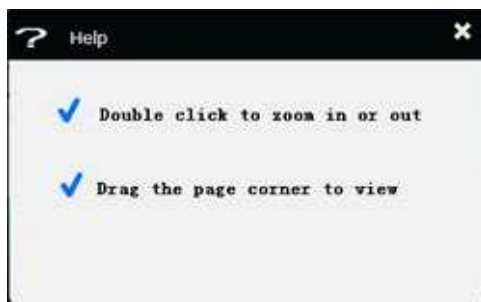 Help
Double click to zoom in or out
Drag the page corner to view